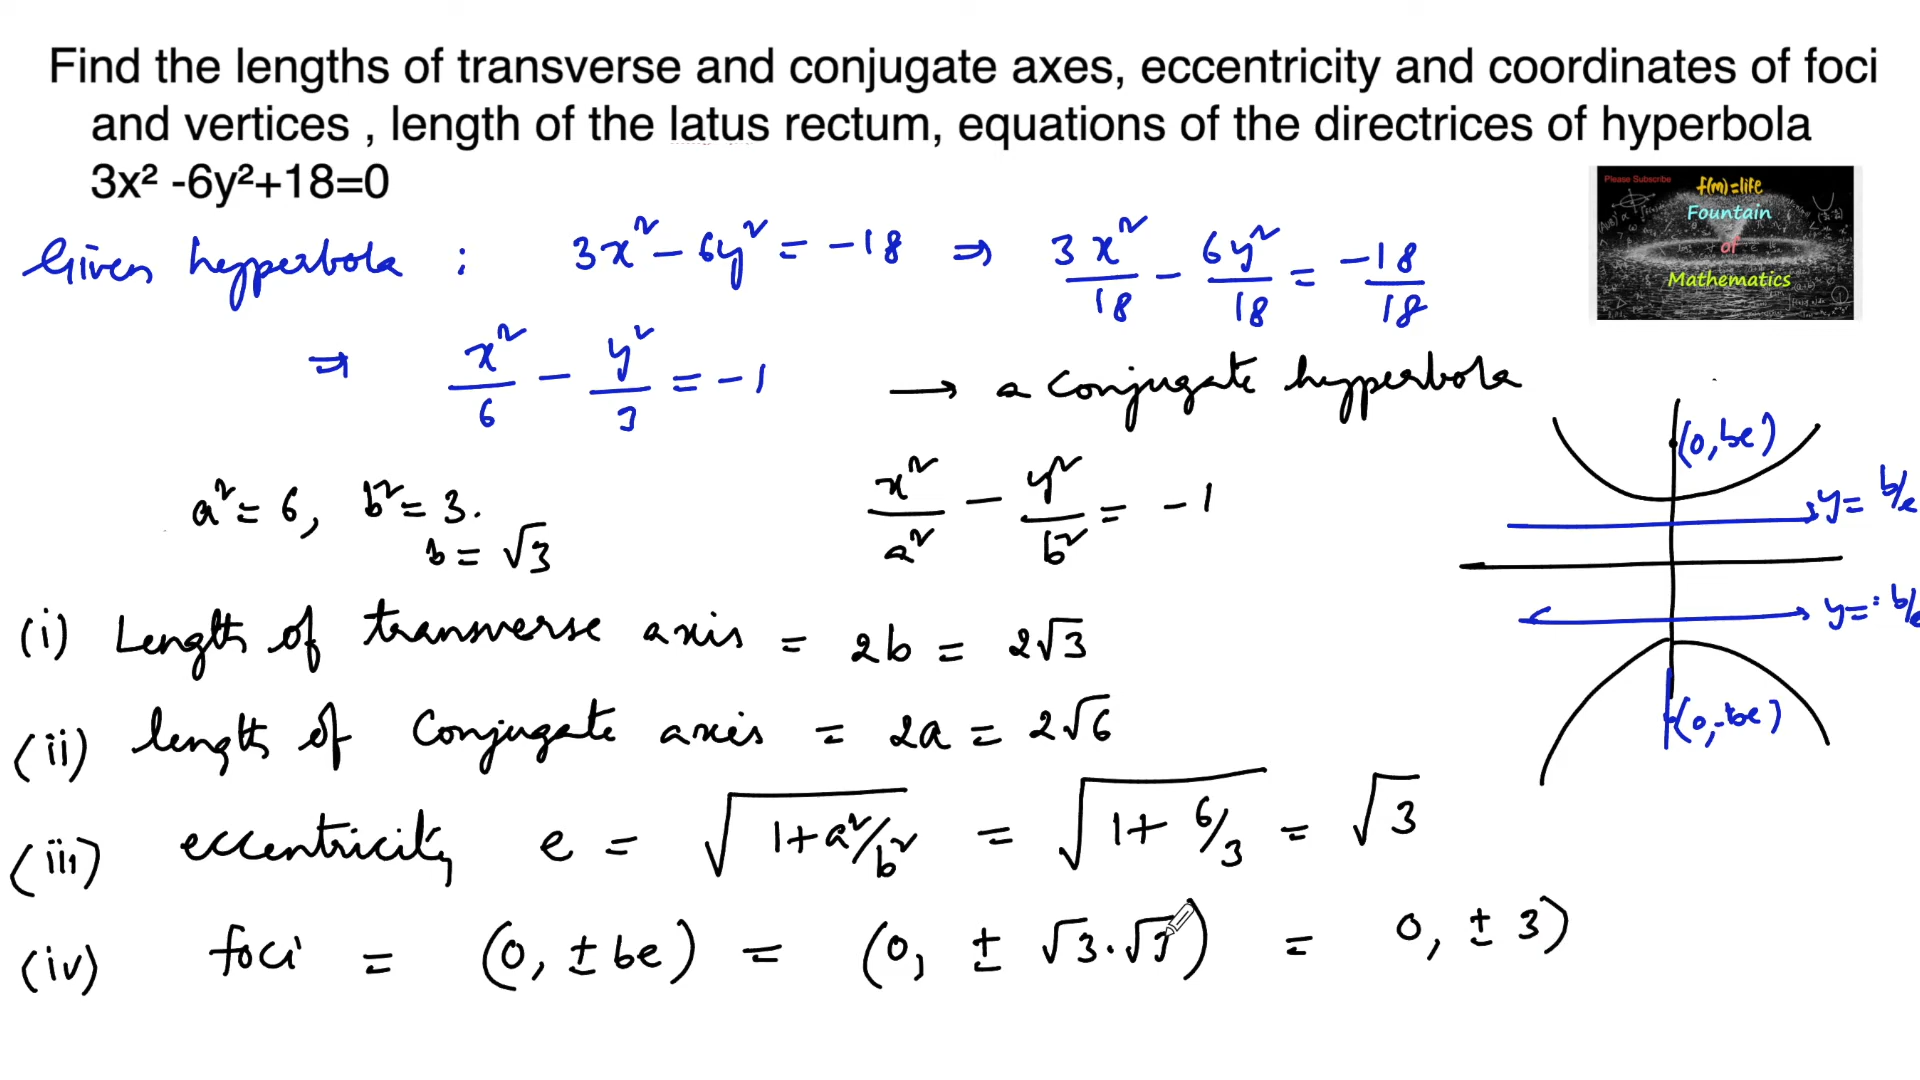 Find the lengths of transverse and conjugate axes, eccentricity and coordinates of foci
and vertices , length of the latus rectum, equations of the directrices of hyperbola
3x² -6y²+18=0
Please Subscribe
f(m)=life
Fountain
of
Mathematics
Given hyperbola : 3x² - 6y² = -18 ⇒ 3x²/18 - 6y²/18 = -18/18
⇒ x²/6 - y²/3 = -1 → a conjugate hyperbola
a² = 6, b² = 3.
b = √3
x²/a² - y²/b² = -1
(0, be)
y = b/e
y = -b/e
(0, -be)
(i) Length of transverse axis = 2b = 2√3
(ii) length of conjugate axis = 2a = 2√6
(iii) eccentricity e = √(1+a²/b²) = √(1+6/3) = √3
(iv) foci = (0, ±be) = (0, ± √3.√3) = 0, ± 3)